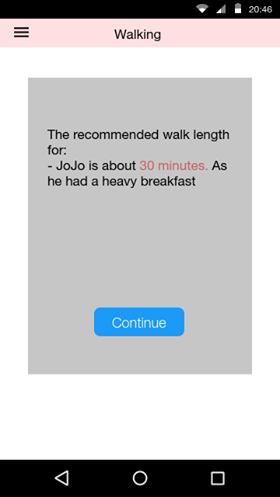 20:46
Walking
The recommended walk length
for:
- JoJo is about 30 minutes. As
he had a heavy breakfast
Continue